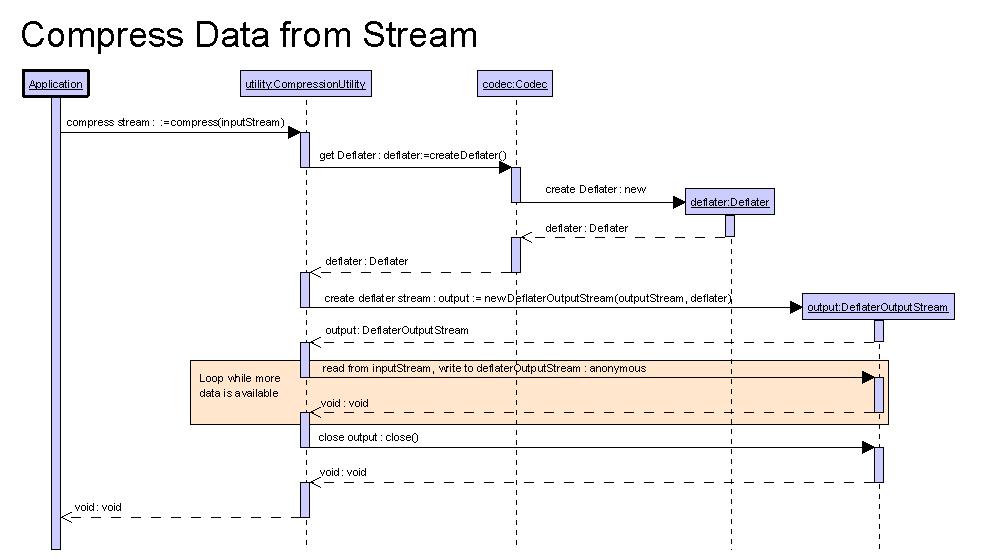 Compress Data from Stream
Application
utility:CompressionUtility
codec:Codec
compress stream : :=compress(inputStream)
get Deflater : deflater:=createDeflater()
create Deflater : new
deflater:Deflater
deflater : Deflater
deflater : Deflater
create deflater stream : output := newDeflaterOutputStream(outputStream, deflater)
output:DeflaterOutputStream
output: DeflaterOutputStream
read from inputStream, write to deflaterOutputStream : anonymous
Loop while more
data is available
void : void
close output : close()
void : void
void : void